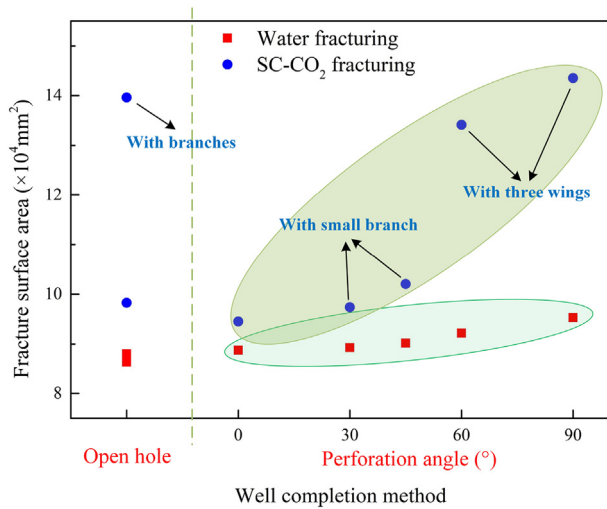 Water fracturing
SC-CO₂ fracturing
With branches
With three wings
With small branch
Fracture surface area (×10⁴mm²)
14
12
10
8
0
30
45
60
90
Open hole
Perforation angle (°)
Well completion method